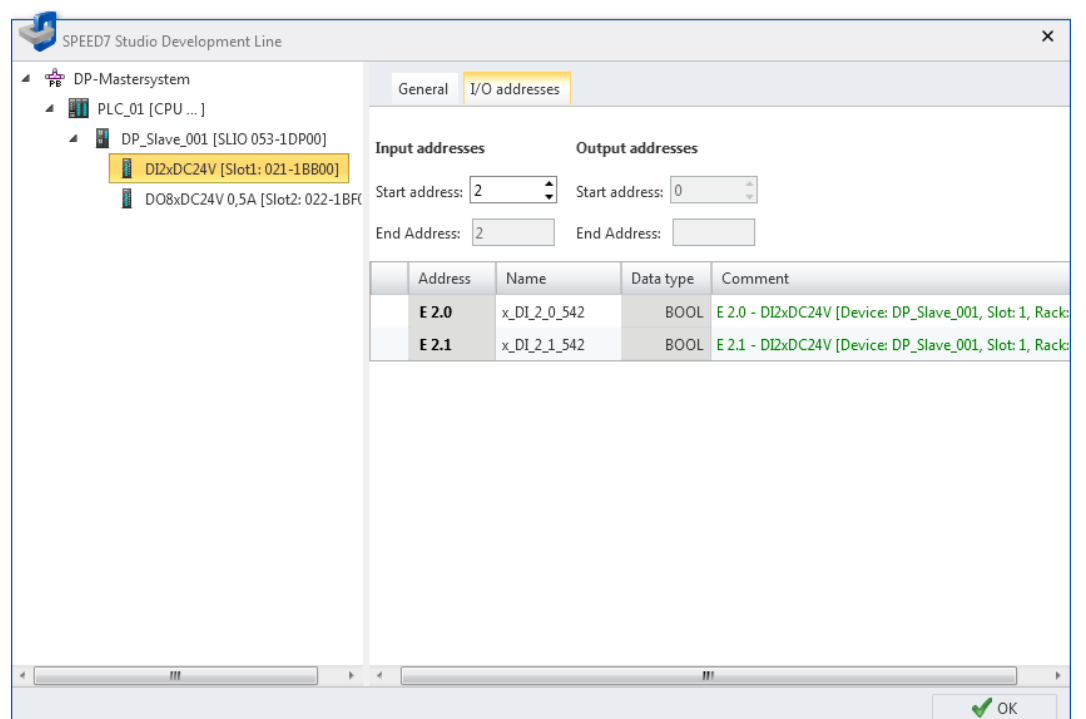 SPEED7 Studio Development Line
DP-Mastersystem
PB
PLC_01 [CPU ... ]
DP_Slave_001 [SLIO 053-1DP00]
DI2xDC24V [Slot1: 021-1BB00]
DO8xDC24V 0,5A [Slot2: 022-1BF(
General I/O addresses
Input addresses Output addresses
Start address: 2 Start address: 0
End Address: 2 End Address:
Address Name Data type Comment
E 2.0 x_DI_2_0_542 BOOL E 2.0 - DI2xDC24V [Device: DP_Slave_001, Slot: 1, Rack:
E 2.1 x_DI_2_1_542 BOOL E 2.1 - DI2xDC24V [Device: DP_Slave_001, Slot: 1, Rack:
OK